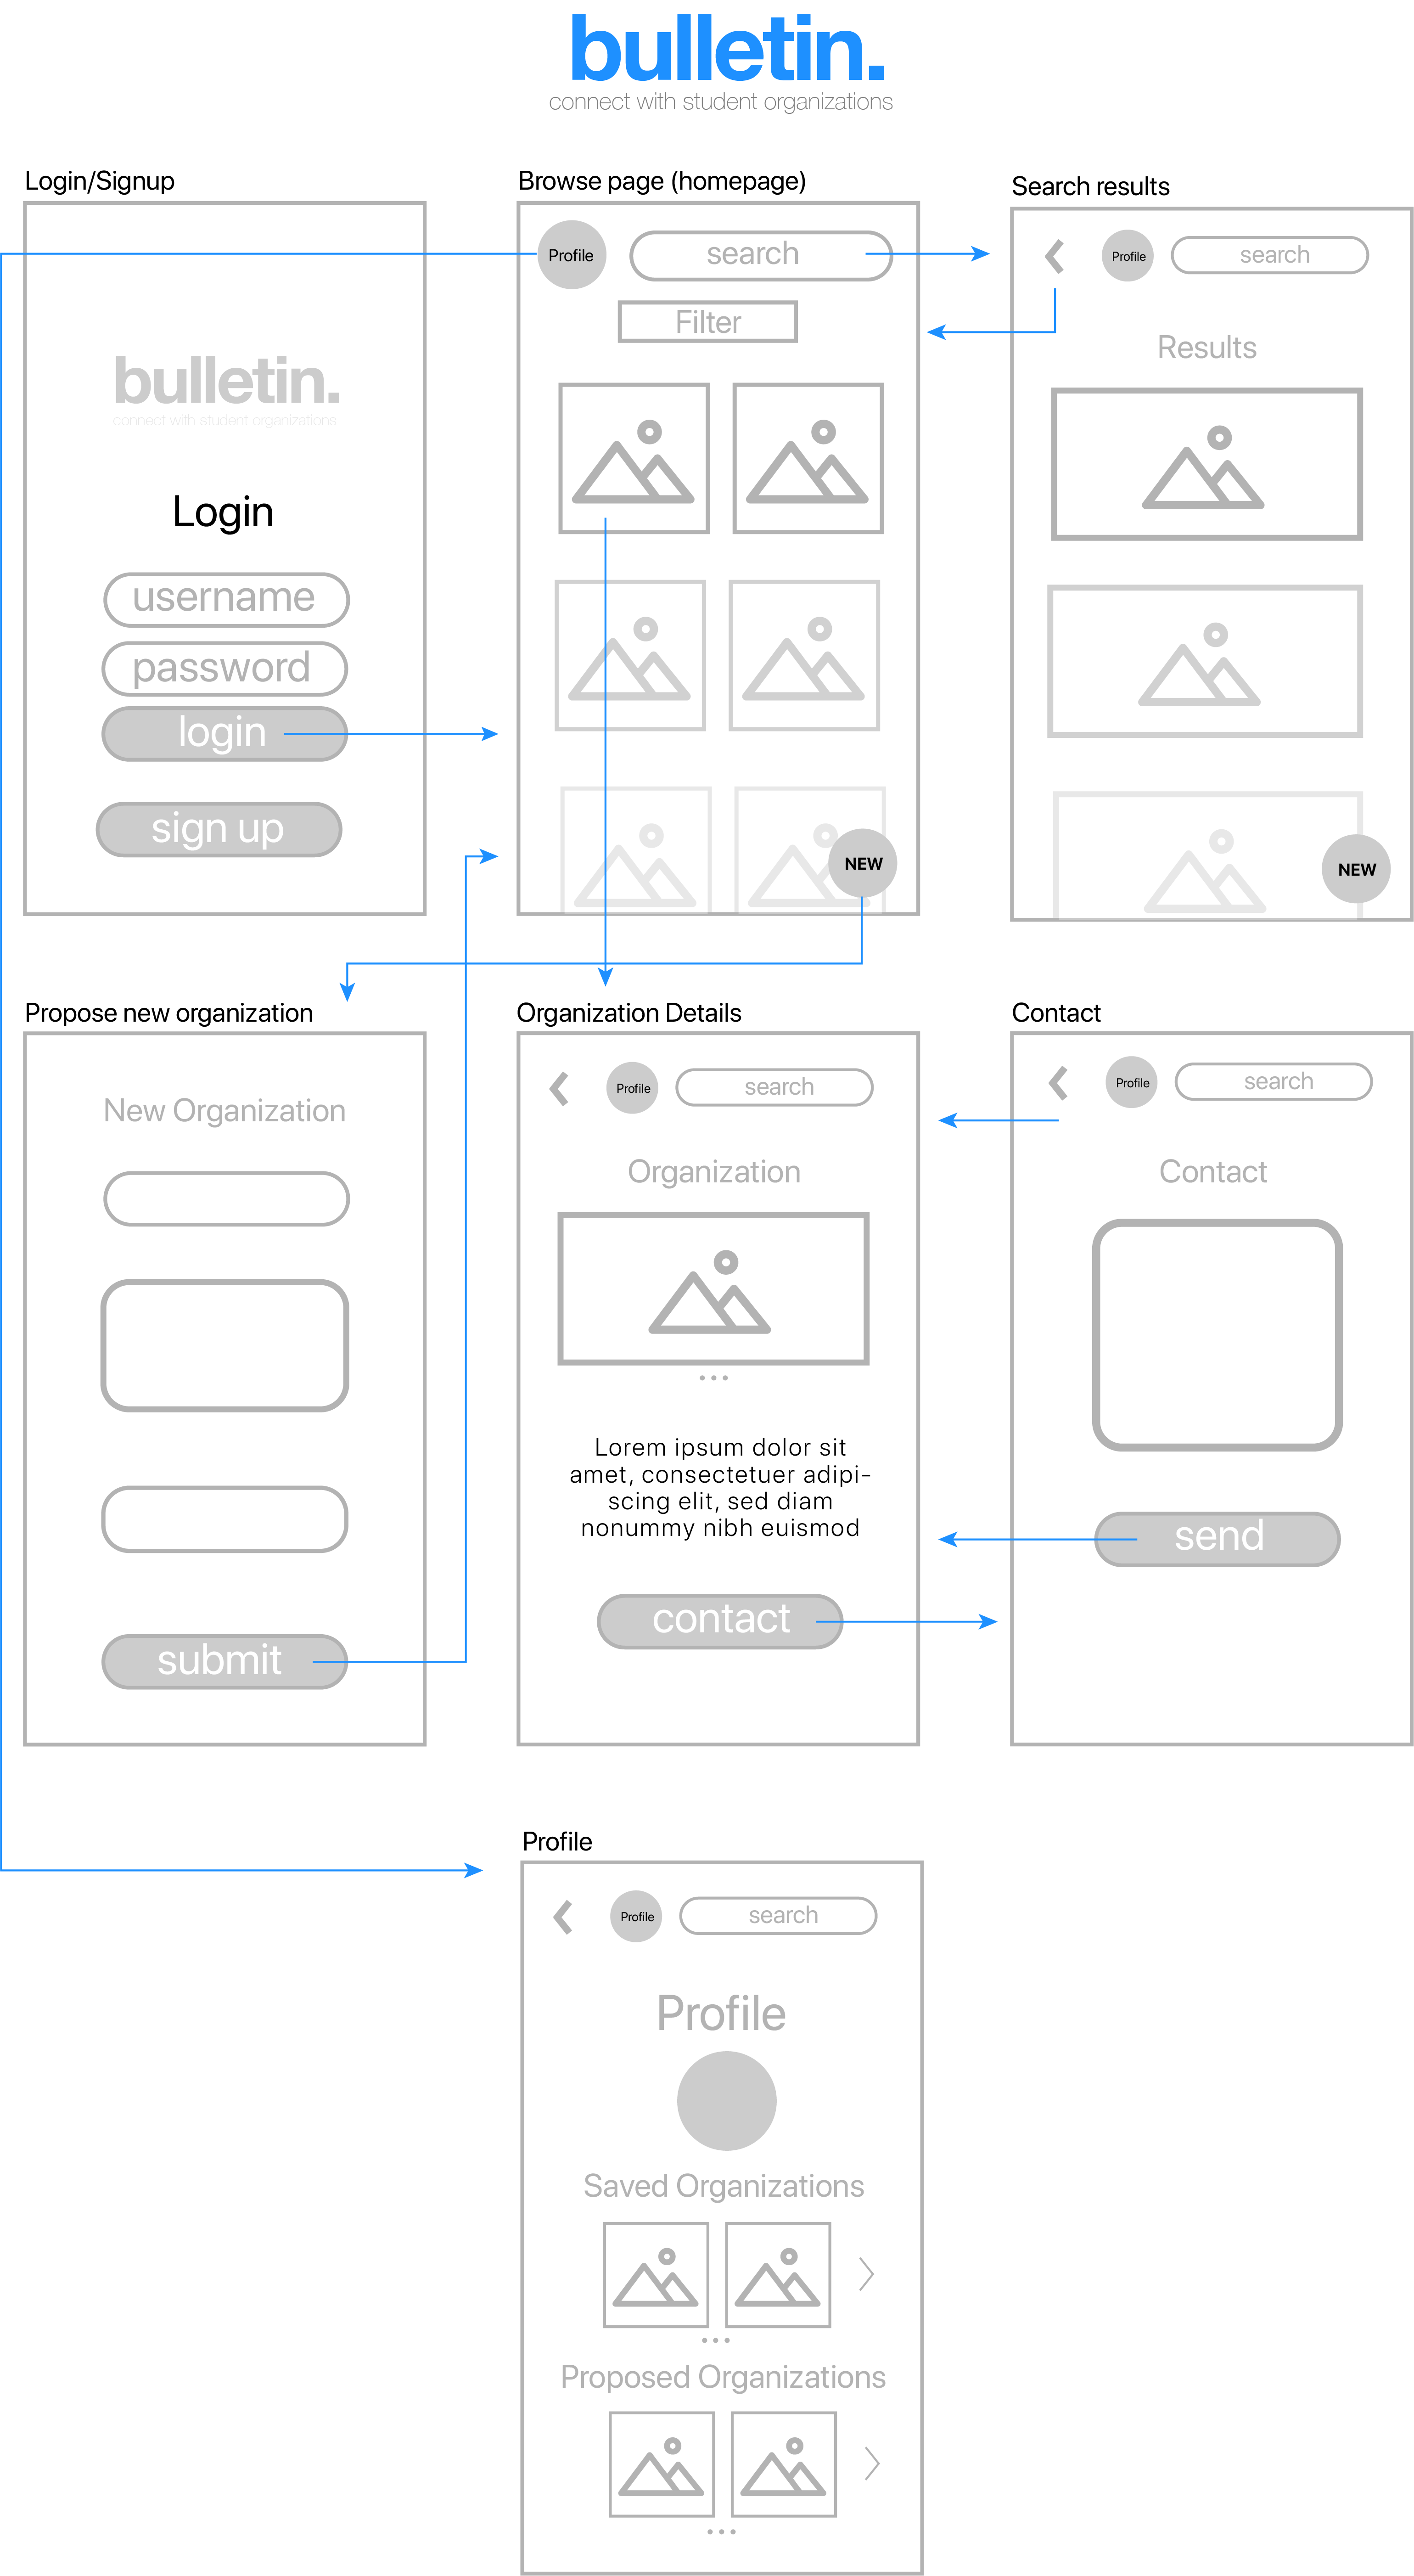 bulletin.
connect with student organizations
Login/Signup
bulletin.
connect with student organizations
Login
username
password
login
sign up
Browse page (homepage)
Profile
search
Filter
NEW
Search results
Profile
search
Results
NEW
Propose new organization
New Organization
submit
Organization Details
Profile
search
Organization
Lorem ipsum dolor sit
amet, consectetuer adipi-
scing elit, sed diam
nonummy nibh euismod
contact
Contact
Profile
search
Contact
send
Profile
Profile
search
Profile
Saved Organizations
Proposed Organizations